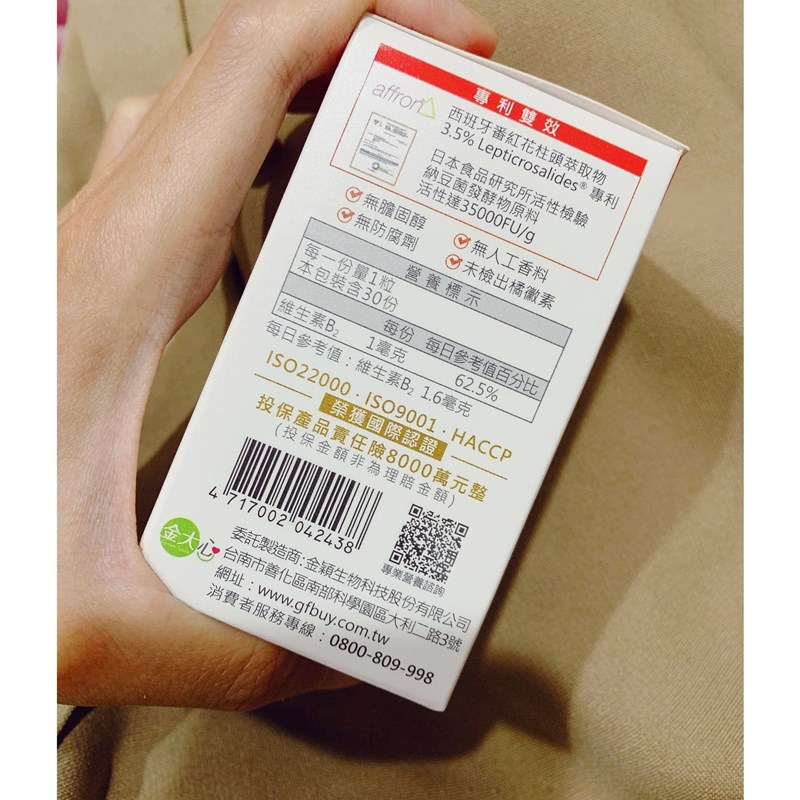 專利雙效
affron
西班牙番紅花柱頭萃取物
3.5% Lepticrosalides® 專利
日本食品研究所活性檢驗
納豆菌發酵物原料
活性達35000FU/g
無膽固醇
無人工香料
無防腐劑
未檢出橘黴素
營養標示
每一份量1粒
本包裝含30份
每份 每日參考值百分比
維生素B₂ 1毫克 62.5%
每日參考值：維生素B₂ 1.6毫克
ISO22000．ISO9001．HACCP
榮獲國際認證
投保產品責任險8000萬元整
(投保金額非為理賠金額)
4 717002 042438
專業營養諮詢
金大心
委託製造商:金穎生物科技股份有限公司
台南市善化區南部科學園區大利二路3號
網址：www.gfbuy.com.tw
消費者服務專線：0800-809-998